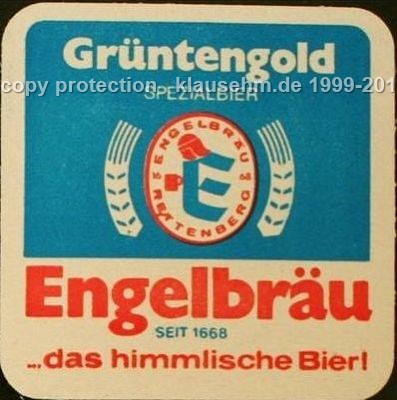 Grüntengold
copy protection klausehm.de 1999-201
SPEZIALBIER
ENGELBRÄU
E
RETTENBERG
Engelbräu
SEIT 1668
...das himmlische Bier!